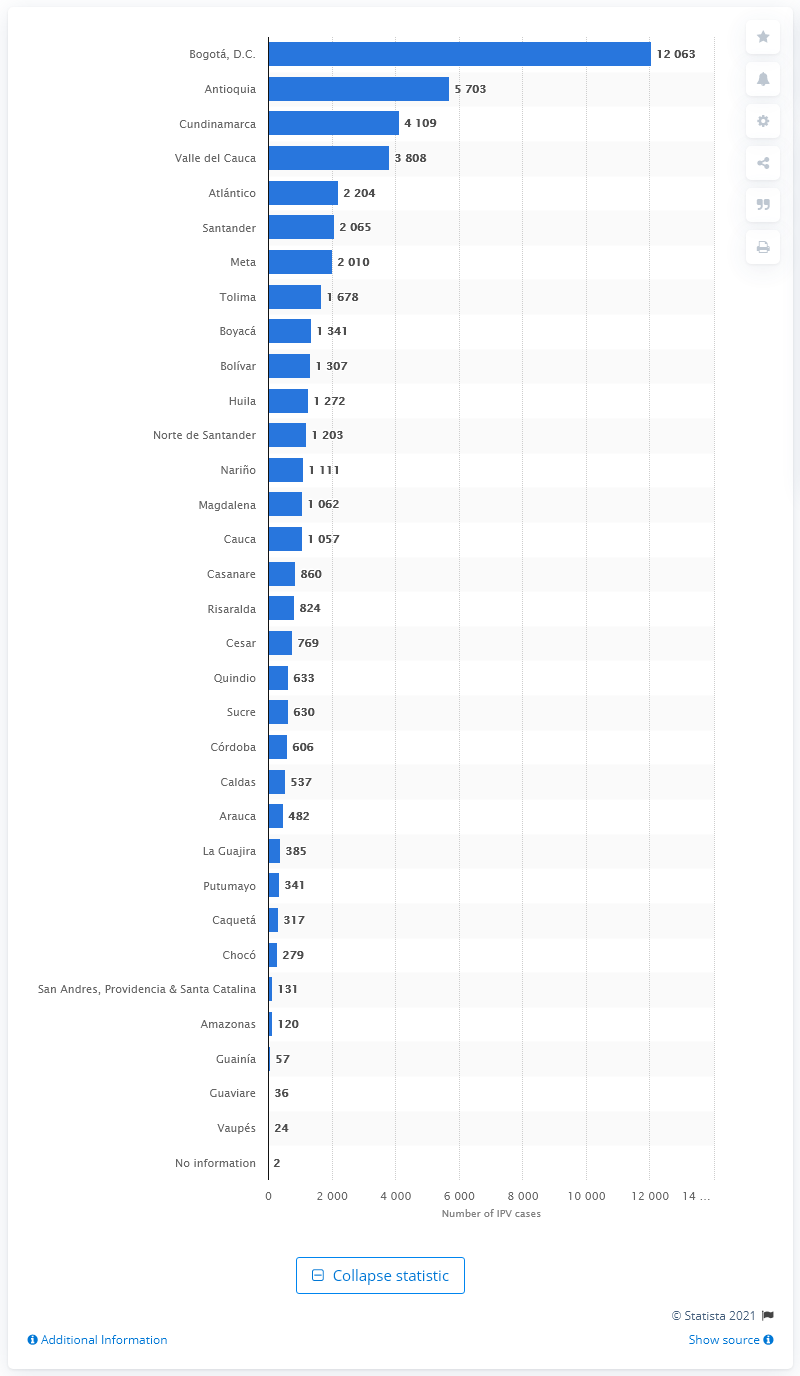 Bogotá, D.C. 12 063
Antioquia 5 703
Cundinamarca 4 109
Valle del Cauca 3 808
Atlántico 2 204
Santander 2 065
Meta 2 010
Tolima 1 678
Boyacá 1 341
Bolívar 1 307
Huila 1 272
Norte de Santander 1 203
Nariño 1 111
Magdalena 1 062
Cauca 1 057
Casanare 860
Risaralda 824
Cesar 769
Quindio 633
Sucre 630
Córdoba 606
Caldas 537
Arauca 482
La Guajira 385
Putumayo 341
Caquetá 317
Chocó 279
San Andres, Providencia & Santa Catalina 131
Amazonas 120
Guainía 57
Guaviare 36
Vaupés 24
No information 2
0 2 000 4 000 6 000 8 000 10 000 12 000 14 ...
Number of IPV cases
Collapse statistic
© Statista 2021
Additional Information Show source